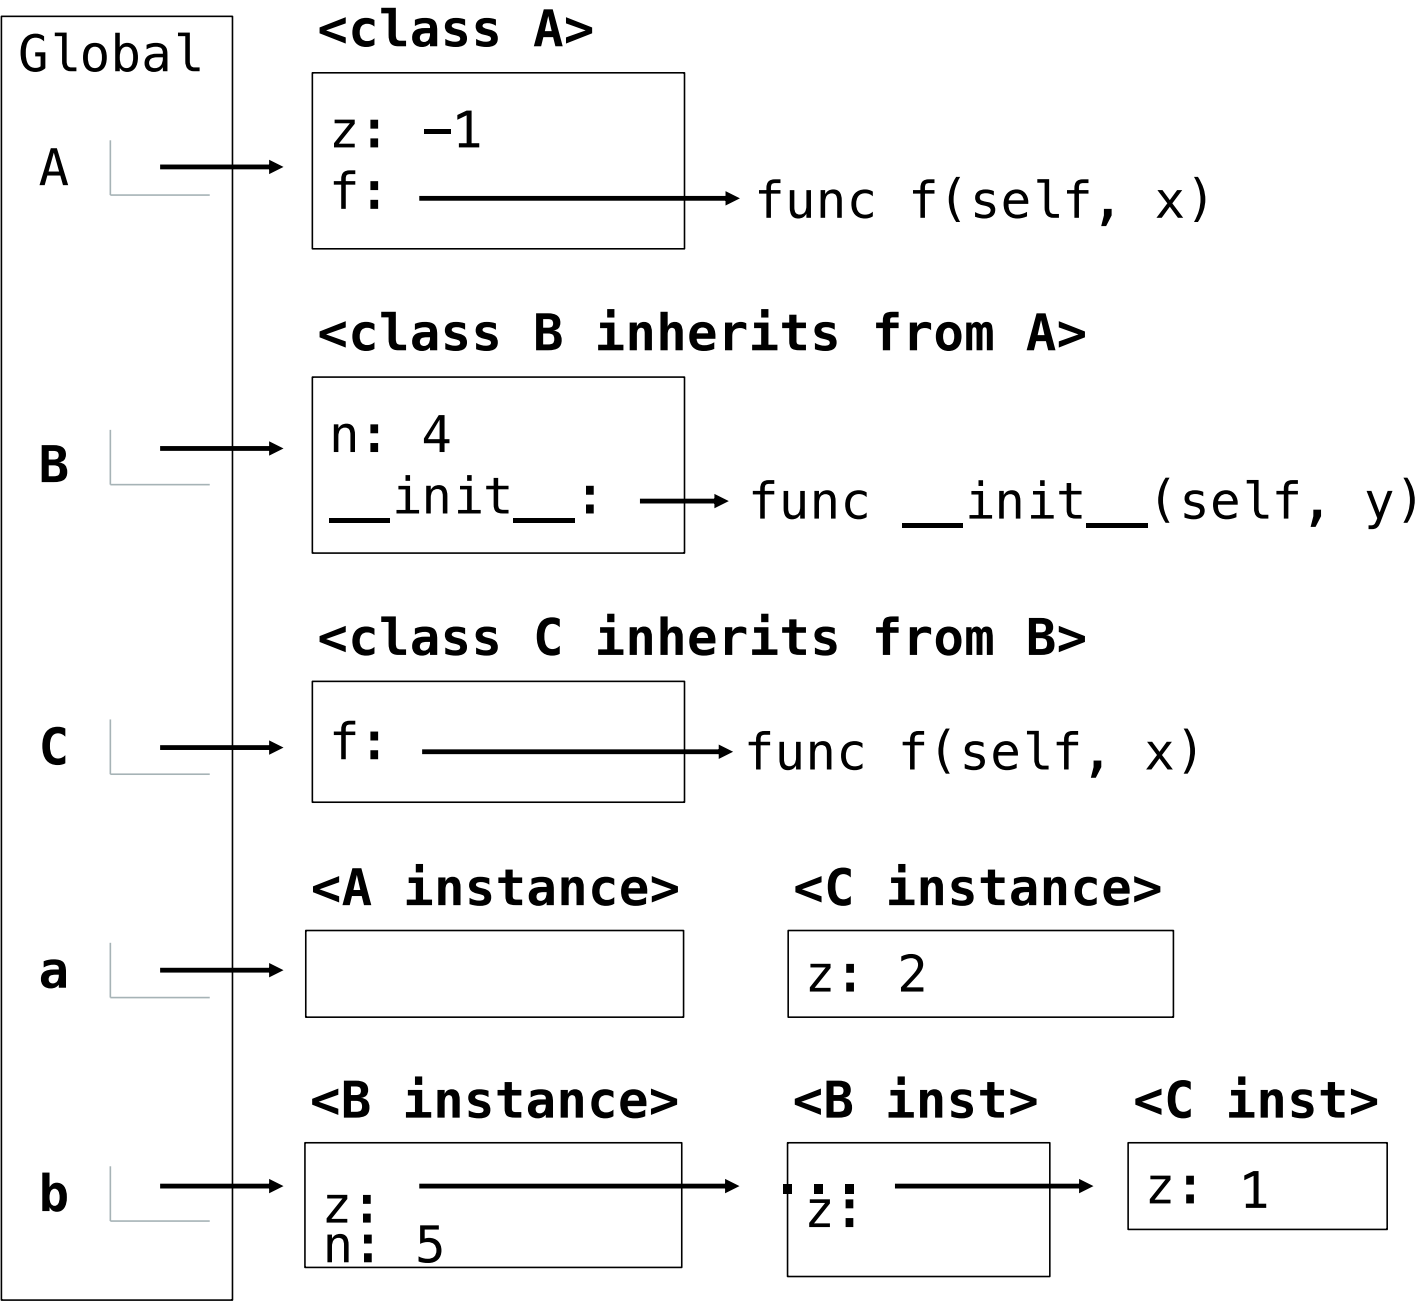 Global
<class A>
A
z: −1
f:
func f(self, x)
<class B inherits from A>
B
n: 4
__init__:
func __init__(self, y)
<class C inherits from B>
C
f:
func f(self, x)
<A instance>
<C instance>
a
z: 2
<B instance>
<B inst>
<C inst>
b
z:
n: 5
...
z:
z: 1